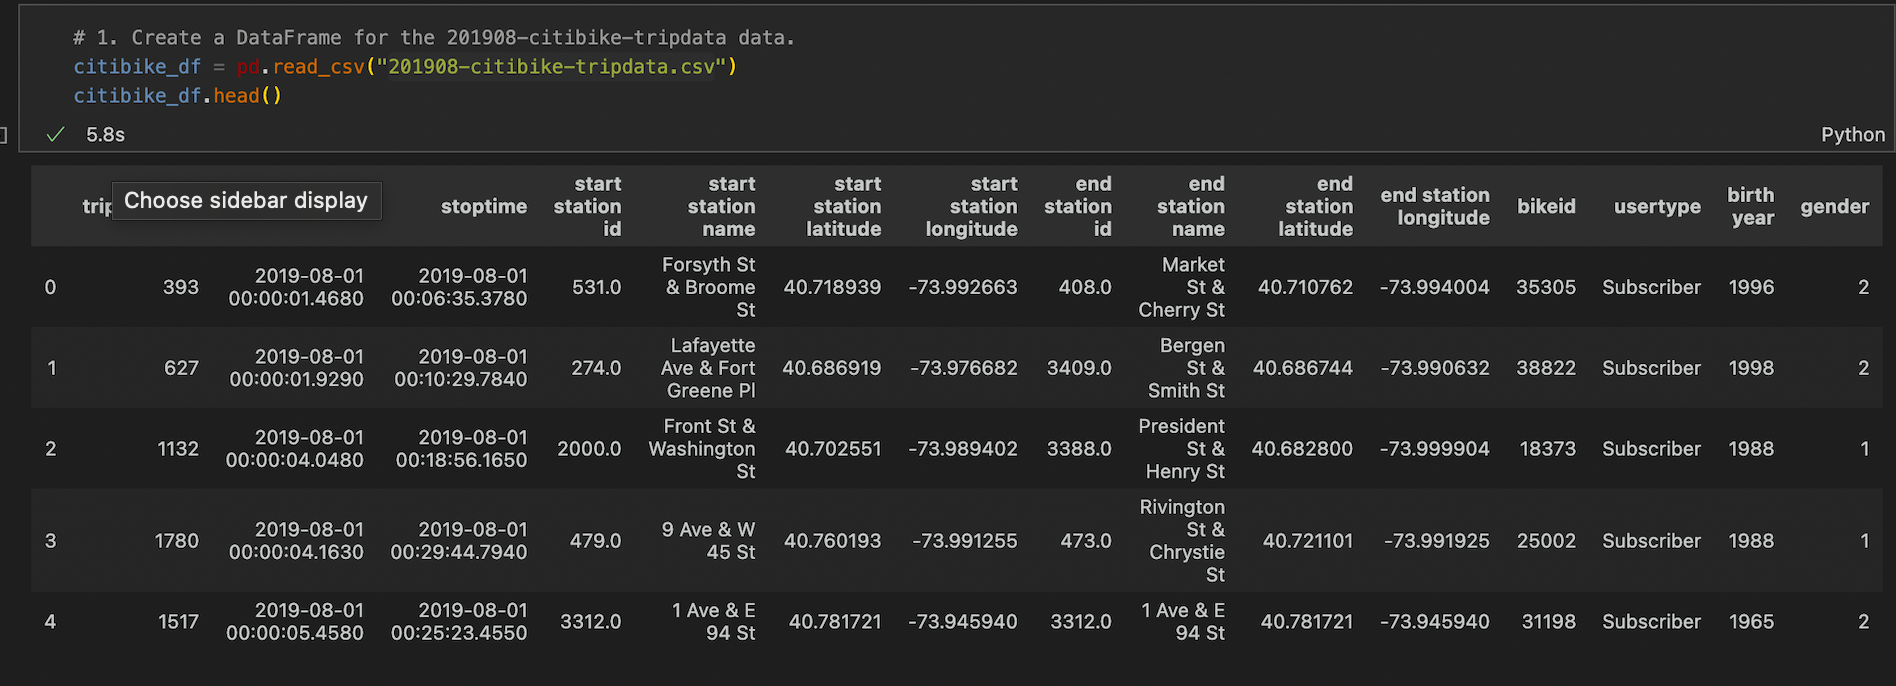 # 1. Create a DataFrame for the 201908-citibike-tripdata data.
citibike_df = pd.read_csv("201908-citibike-tripdata.csv")
citibike_df.head()
5.8s Python
Choose sidebar display
stoptime start station id start station name start station latitude start station longitude end station id end station name end station latitude end station longitude bikeid usertype birth year gender
0 393 2019-08-01 00:00:01.4680 2019-08-01 00:06:35.3780 531.0 Forsyth St & Broome St 40.718939 -73.992663 408.0 Market St & Cherry St 40.710762 -73.994004 35305 Subscriber 1996 2
1 627 2019-08-01 00:00:01.9290 2019-08-01 00:10:29.7840 274.0 Lafayette Ave & Fort Greene Pl 40.686919 -73.976682 3409.0 Bergen St & Smith St 40.686744 -73.990632 38822 Subscriber 1998 2
2 1132 2019-08-01 00:00:04.0480 2019-08-01 00:18:56.1650 2000.0 Front St & Washington St 40.702551 -73.989402 3388.0 President St & Henry St 40.682800 -73.999904 18373 Subscriber 1988 1
3 1780 2019-08-01 00:00:04.1630 2019-08-01 00:29:44.7940 479.0 9 Ave & W 45 St 40.760193 -73.991255 473.0 Rivington St & Chrystie St 40.721101 -73.991925 25002 Subscriber 1988 1
4 1517 2019-08-01 00:00:05.4580 2019-08-01 00:25:23.4550 3312.0 1 Ave & E 94 St 40.781721 -73.945940 3312.0 1 Ave & E 94 St 40.781721 -73.945940 31198 Subscriber 1965 2